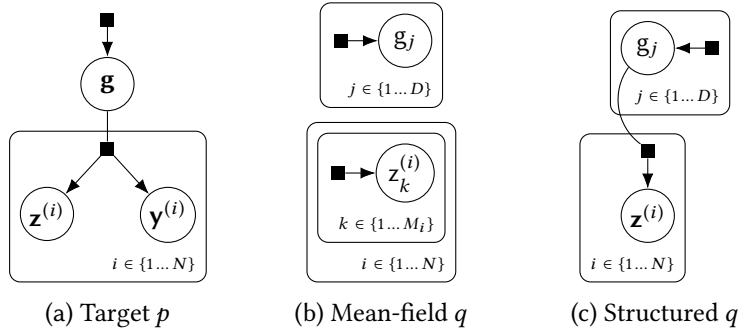 g
z^{(i)}
y^{(i)}
i ∈ {1…N}
(a) Target p
g_j
j ∈ {1…D}
z_k^{(i)}
k ∈ {1…M_i}
i ∈ {1…N}
(b) Mean-field q
g_j
j ∈ {1…D}
z^{(i)}
i ∈ {1…N}
(c) Structured q